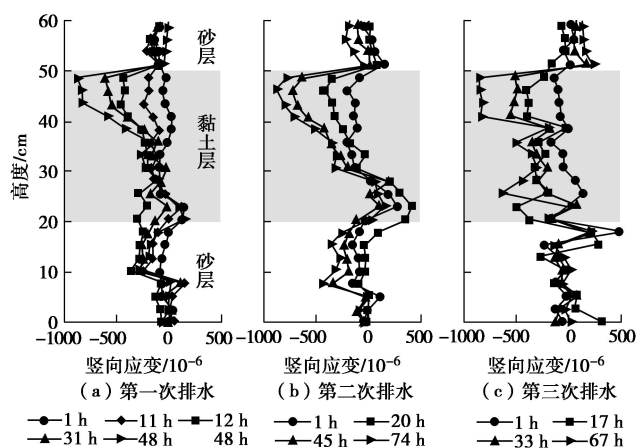 高度/cm
60
50
40
30
20
10
0
砂层
黏土层
砂层
-1000 -500 0 500
-1000 -500 0 500
-1000 -500 0 500
竖向应变/10⁻⁶ 竖向应变/10⁻⁶ 竖向应变/10⁻⁶
(a)第一次排水 (b)第二次排水 (c)第三次排水
1 h 11 h 12 h
31 h 48 h 48 h
1 h 20 h
45 h 74 h
1 h 17 h
33 h 67 h